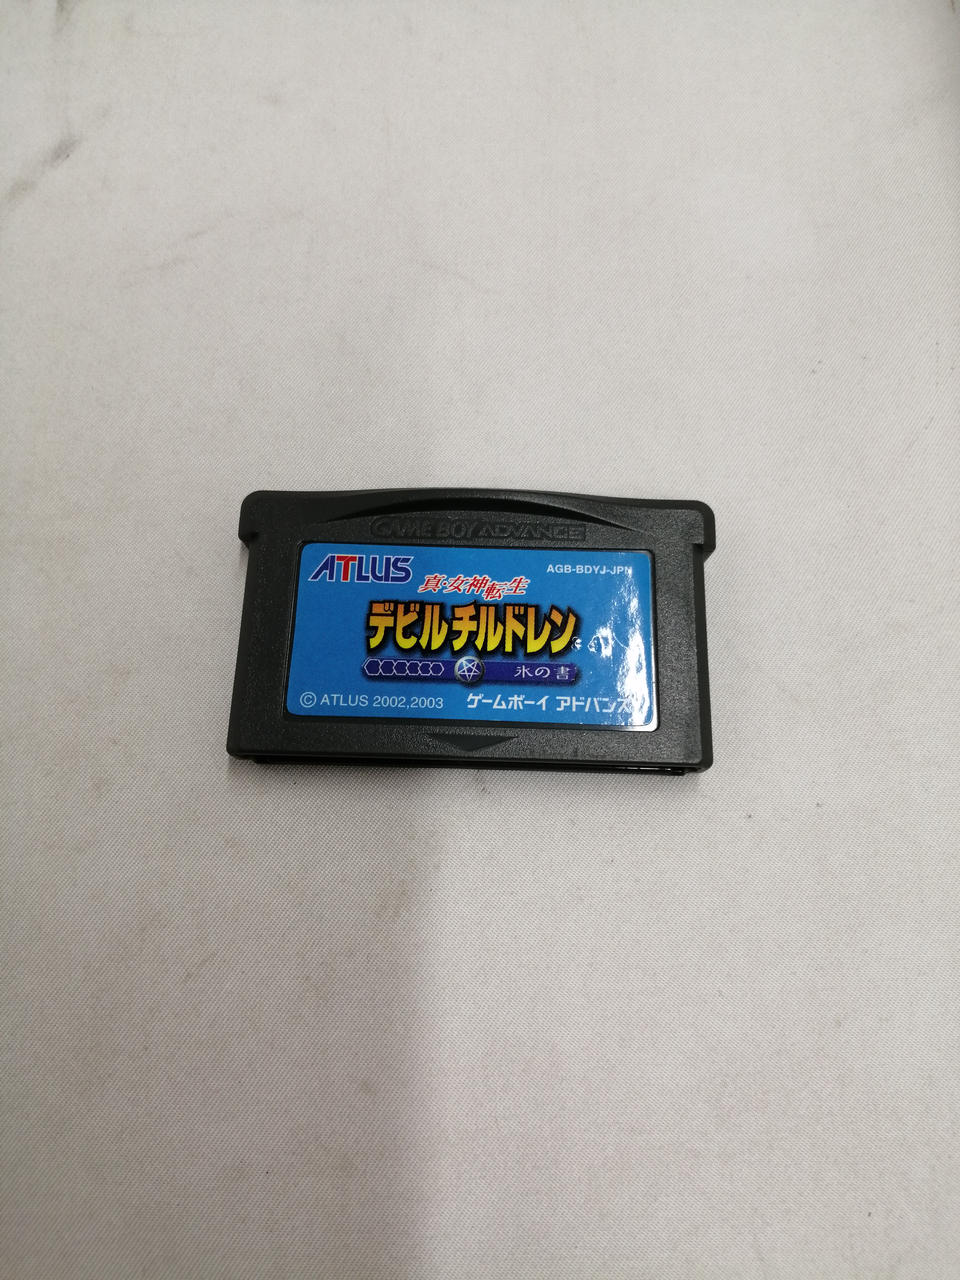 GAME BOY ADVANCE
ATLUS
AGB-BDYJ-JPN
真・女神転生
デビルチルドレン
氷の書
© ATLUS 2002,2003
ゲームボーイ アドバンス